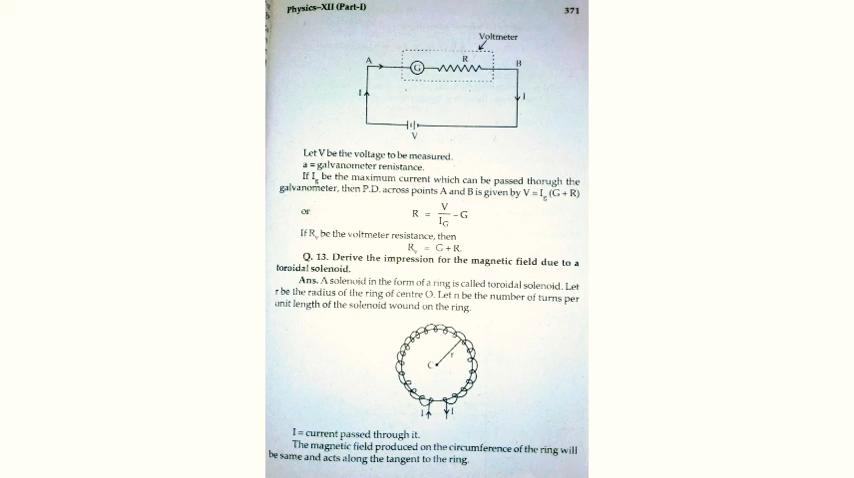 Physics–XII (Part-I)
371
Voltmeter
A
G
R
B
I
I
V
Let V be the voltage to be measured.
a = galvanometer renistance.
If Ig be the maximum current which can be passed thorugh the
galvanometer, then P.D. across points A and B is given by V = Ig (G + R)
or R = V/IG – G
If Rv be the voltmeter resistance, then
Rv = G + R.
Q. 13. Derive the impression for the magnetic field due to a
toroidal solenoid.
Ans. A solenoid in the form of a ring is called toroidal solenoid. Let
r be the radius of the ring of centre O. Let n be the number of turns per
unit length of the solenoid wound on the ring.
C
r
I
I
I = current passed through it.
The magnetic field produced on the circumference of the ring will
be same and acts along the tangent to the ring.